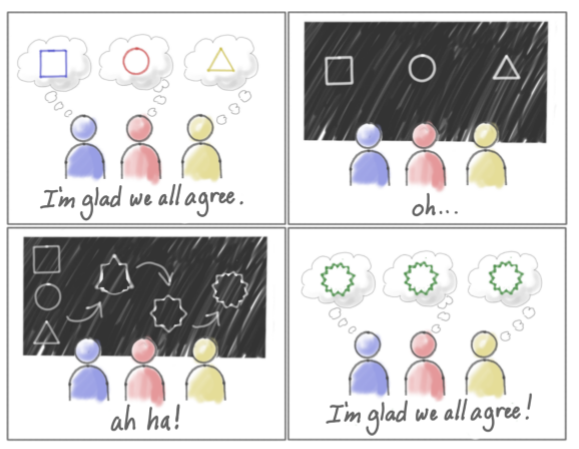 I'm glad we all agree.
oh...
ah ha!
I'm glad we all agree!